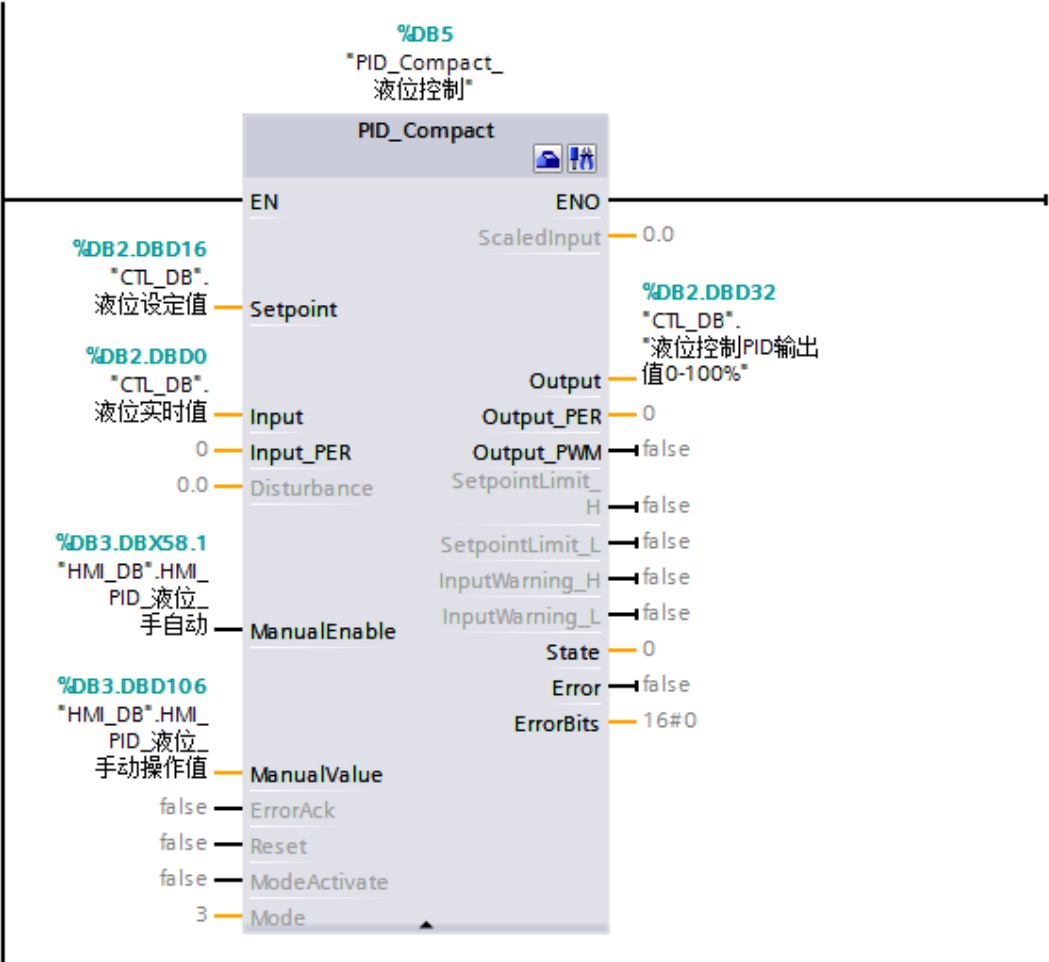 %DB5
"PID_Compact_
液位控制"
PID_Compact
EN
ENO
ScaledInput
0.0
%DB2.DBD16
"CTL_DB".
液位设定值
Setpoint
%DB2.DBD32
"CTL_DB".
"液位控制PID输出
值0-100%"
Output
%DB2.DBD0
"CTL_DB".
液位实时值
Input
Output_PER
0
0
Input_PER
Output_PWM
false
0.0
Disturbance
SetpointLimit_
H
false
SetpointLimit_L
false
%DB3.DBX58.1
"HMI_DB".HMI_
PID_液位_
手自动
ManualEnable
InputWarning_H
false
InputWarning_L
false
State
0
Error
false
ErrorBits
16#0
%DB3.DBD106
"HMI_DB".HMI_
PID_液位_
手动操作值
ManualValue
false
ErrorAck
false
Reset
false
ModeActivate
3
Mode